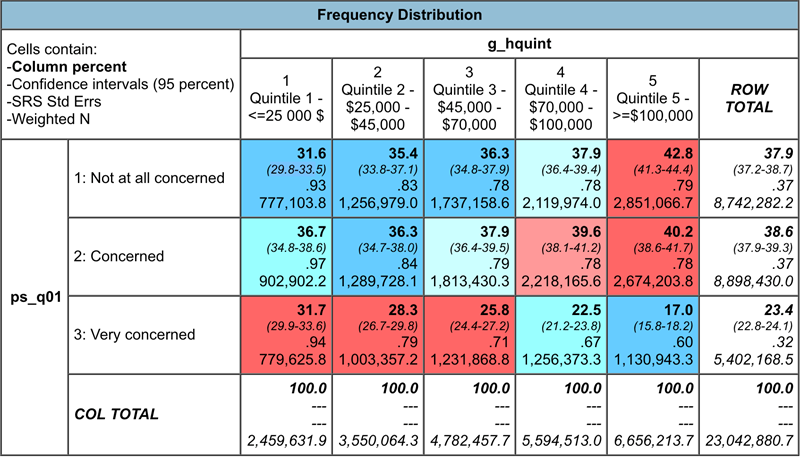 Frequency Distribution
Cells contain:
-Column percent
-Confidence intervals (95 percent)
-SRS Std Errs
-Weighted N
g_hquint
1
Quintile 1 -
<=25 000 $
2
Quintile 2 -
$25,000 -
$45,000
3
Quintile 3 -
$45,000 -
$70,000
4
Quintile 4 -
$70,000 -
$100,000
5
Quintile 5 -
>=$100,000
ROW
TOTAL
ps_q01
1: Not at all concerned
31.6 35.4 36.3 37.9 42.8 37.9
(29.8-33.5) (33.8-37.1) (34.8-37.9) (36.4-39.4) (41.3-44.4) (37.2-38.7)
.93 .83 .78 .78 .79 .37
777,103.8 1,256,979.0 1,737,158.6 2,119,974.0 2,851,066.7 8,742,282.2
2: Concerned
36.7 36.3 37.9 39.6 40.2 38.6
(34.8-38.6) (34.7-38.0) (36.4-39.5) (38.1-41.2) (38.6-41.7) (37.9-39.3)
.97 .84 .79 .78 .78 .37
902,902.2 1,289,728.1 1,813,430.3 2,218,165.6 2,674,203.8 8,898,430.0
3: Very concerned
31.7 28.3 25.8 22.5 17.0 23.4
(29.9-33.6) (26.7-29.8) (24.4-27.2) (21.2-23.8) (15.8-18.2) (22.8-24.1)
.94 .79 .71 .67 .60 .32
779,625.8 1,003,357.2 1,231,868.8 1,256,373.3 1,130,943.3 5,402,168.5
COL TOTAL
100.0 100.0 100.0 100.0 100.0 100.0
--- --- --- --- --- ---
--- --- --- --- --- ---
2,459,631.9 3,550,064.3 4,782,457.7 5,594,513.0 6,656,213.7 23,042,880.7